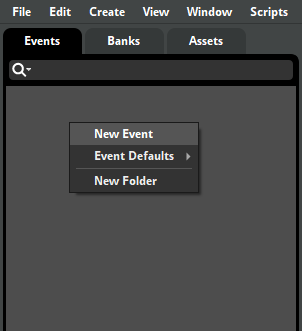 File Edit Create View Window Scripts
Events Banks Assets
New Event
Event Defaults
New Folder